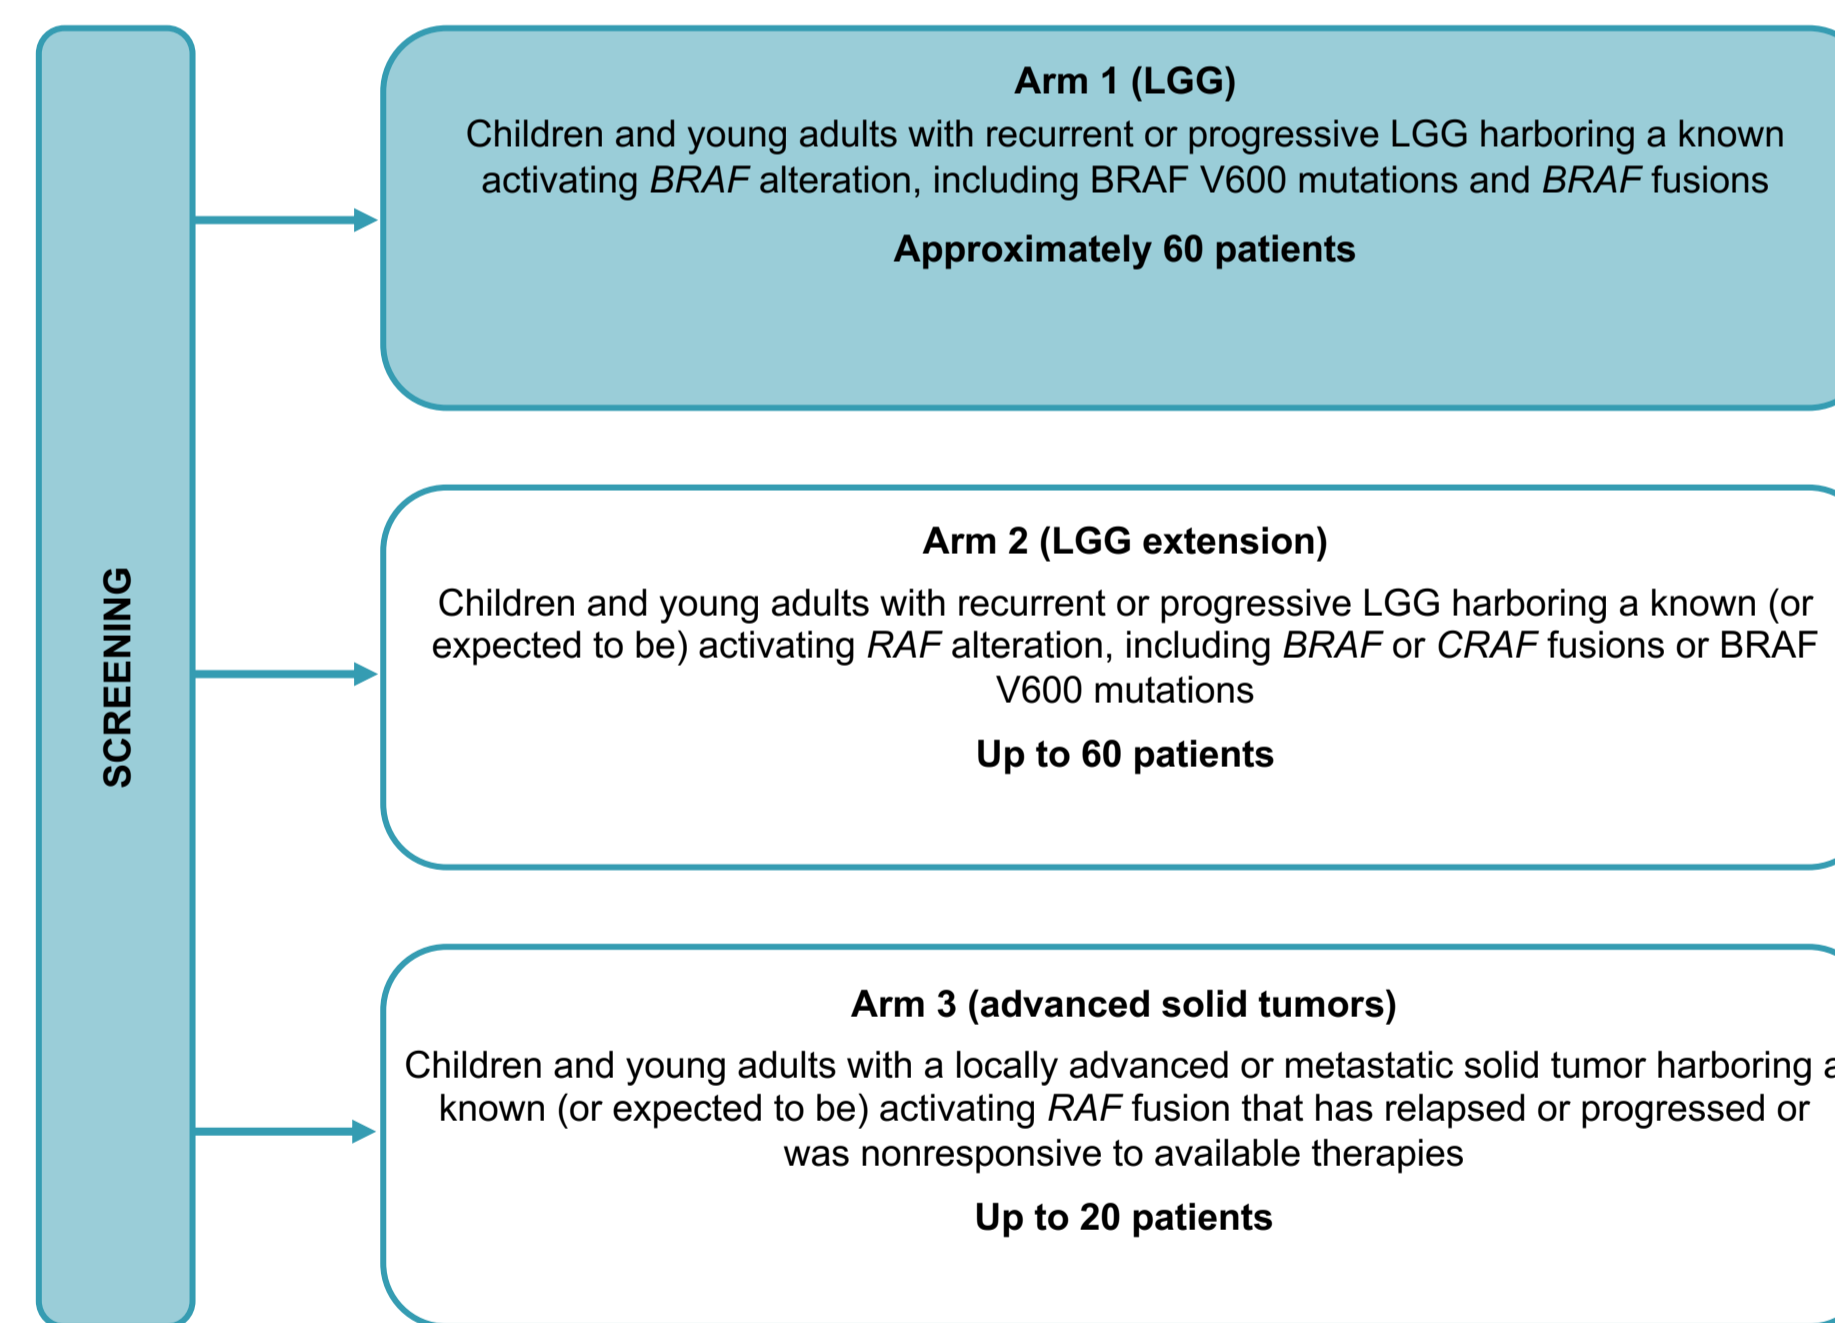 SCREENING
Arm 1 (LGG)
Children and young adults with recurrent or progressive LGG harboring a known
activating BRAF alteration, including BRAF V600 mutations and BRAF fusions
Approximately 60 patients
Arm 2 (LGG extension)
Children and young adults with recurrent or progressive LGG harboring a known (or
expected to be) activating RAF alteration, including BRAF or CRAF fusions or BRAF
V600 mutations
Up to 60 patients
Arm 3 (advanced solid tumors)
Children and young adults with a locally advanced or metastatic solid tumor harboring a
known (or expected to be) activating RAF fusion that has relapsed or progressed or
was nonresponsive to available therapies
Up to 20 patients